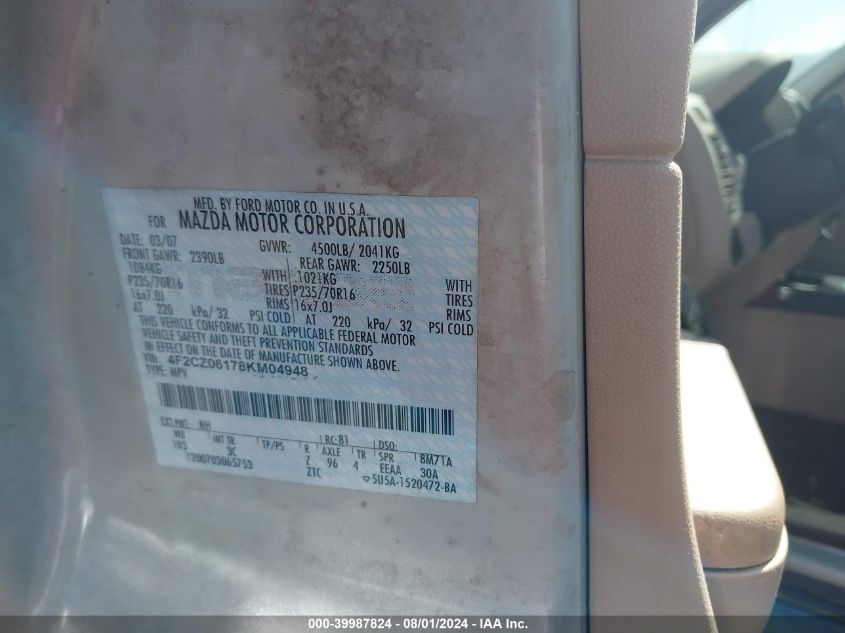 MFD. BY FORD MOTOR CO. IN U.S.A.
FOR MAZDA MOTOR CORPORATION
DATE: 03/07 GVWR: 4500LB/ 2041KG
FRONT GAWR: 2390LB REAR GAWR: 2250LB
1084KG WITH 1021KG WITH
P235/70R16 TIRES P235/70R16 TIRES
16x7.0J RIMS 16x7.0J RIMS
AT 220 kPa/ 32 PSI COLD AT 220 kPa/ 32 PSI COLD
THIS VEHICLE CONFORMS TO ALL APPLICABLE FEDERAL MOTOR
VEHICLE SAFETY AND THEFT PREVENTION STANDARDS
IN EFFECT ON THE DATE OF MANUFACTURE SHOWN ABOVE.
VIN: 4F2CZ06178KM04948
TYPE: MPV
EXT PNT: NH RC: 81 DSO:
WB INT TR TP/PS R AXLE TR SPR BM7TA
103 3C Z 96 4 EEAA 30A
1200703065753 ZTC 5U5A-1520472-BA
000-39987824 - 08/01/2024 - IAA Inc.